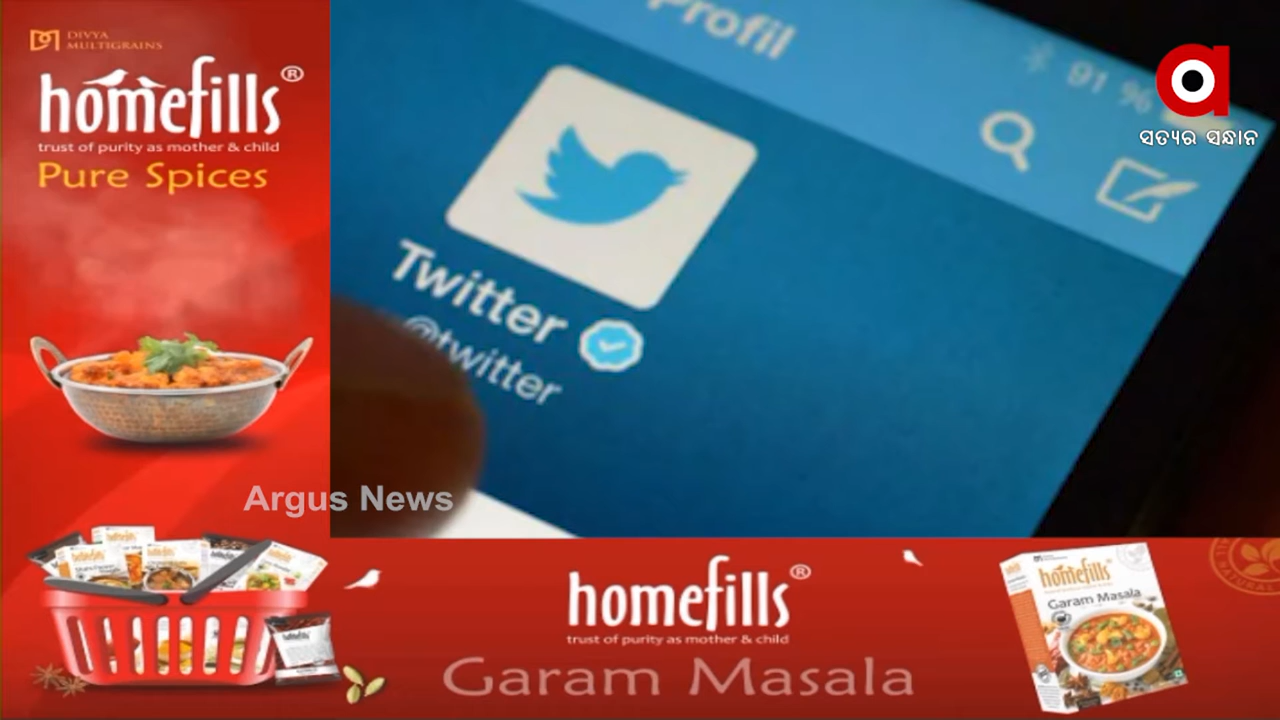 DIVYA
MULTIGRAINS
homefills®
trust of purity as mother & child
Pure Spices
Profil
91 %
Twitter
@twitter
ସତ୍ୟର ସନ୍ଧାନ
Argus News
homefills®
trust of purity as mother & child
Garam Masala
homefills
Garam Masala